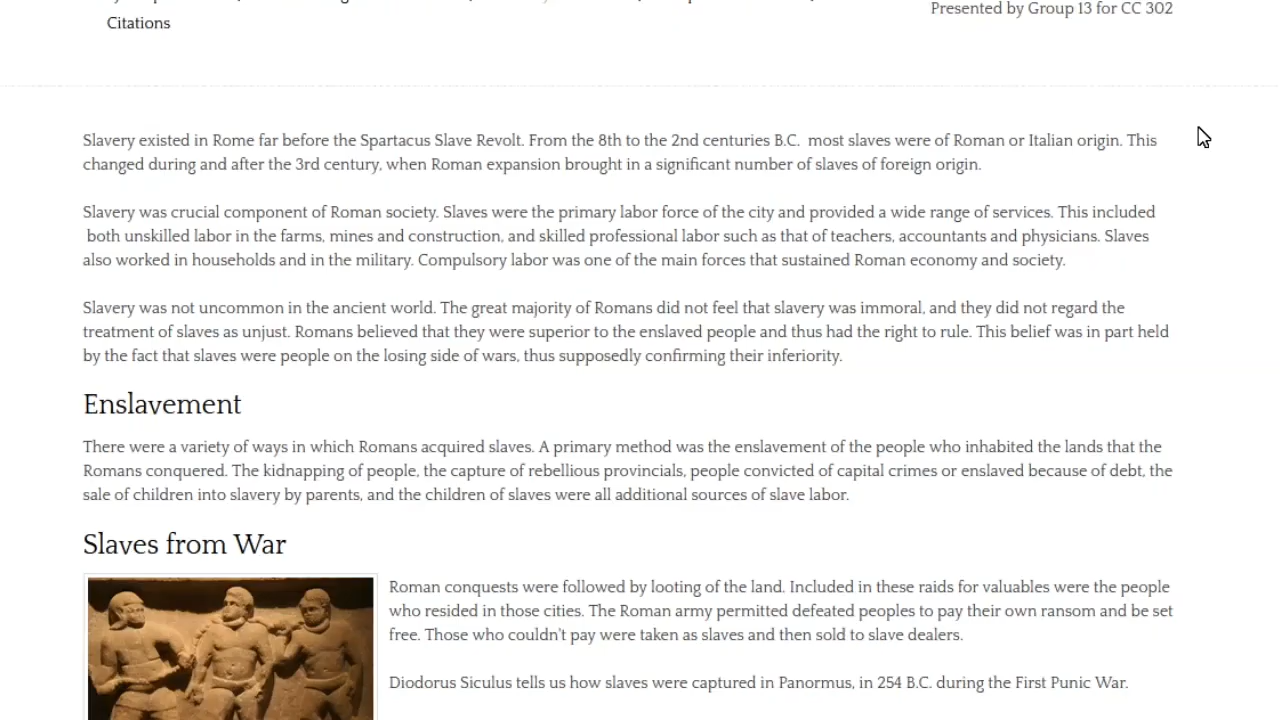 Citations
Presented by Group 13 for CC 302
Slavery existed in Rome far before the Spartacus Slave Revolt. From the 8th to the 2nd centuries B.C.  most slaves were of Roman or Italian origin. This
changed during and after the 3rd century, when Roman expansion brought in a significant number of slaves of foreign origin.
Slavery was crucial component of Roman society. Slaves were the primary labor force of the city and provided a wide range of services. This included
both unskilled labor in the farms, mines and construction, and skilled professional labor such as that of teachers, accountants and physicians. Slaves
also worked in households and in the military. Compulsory labor was one of the main forces that sustained Roman economy and society.
Slavery was not uncommon in the ancient world. The great majority of Romans did not feel that slavery was immoral, and they did not regard the
treatment of slaves as unjust. Romans believed that they were superior to the enslaved people and thus had the right to rule. This belief was in part held
by the fact that slaves were people on the losing side of wars, thus supposedly confirming their inferiority.
Enslavement
There were a variety of ways in which Romans acquired slaves. A primary method was the enslavement of the people who inhabited the lands that the
Romans conquered. The kidnapping of people, the capture of rebellious provincials, people convicted of capital crimes or enslaved because of debt, the
sale of children into slavery by parents, and the children of slaves were all additional sources of slave labor.
Slaves from War
Roman conquests were followed by looting of the land. Included in these raids for valuables were the people
who resided in those cities. The Roman army permitted defeated peoples to pay their own ransom and be set
free. Those who couldn't pay were taken as slaves and then sold to slave dealers.
Diodorus Siculus tells us how slaves were captured in Panormus, in 254 B.C. during the First Punic War.